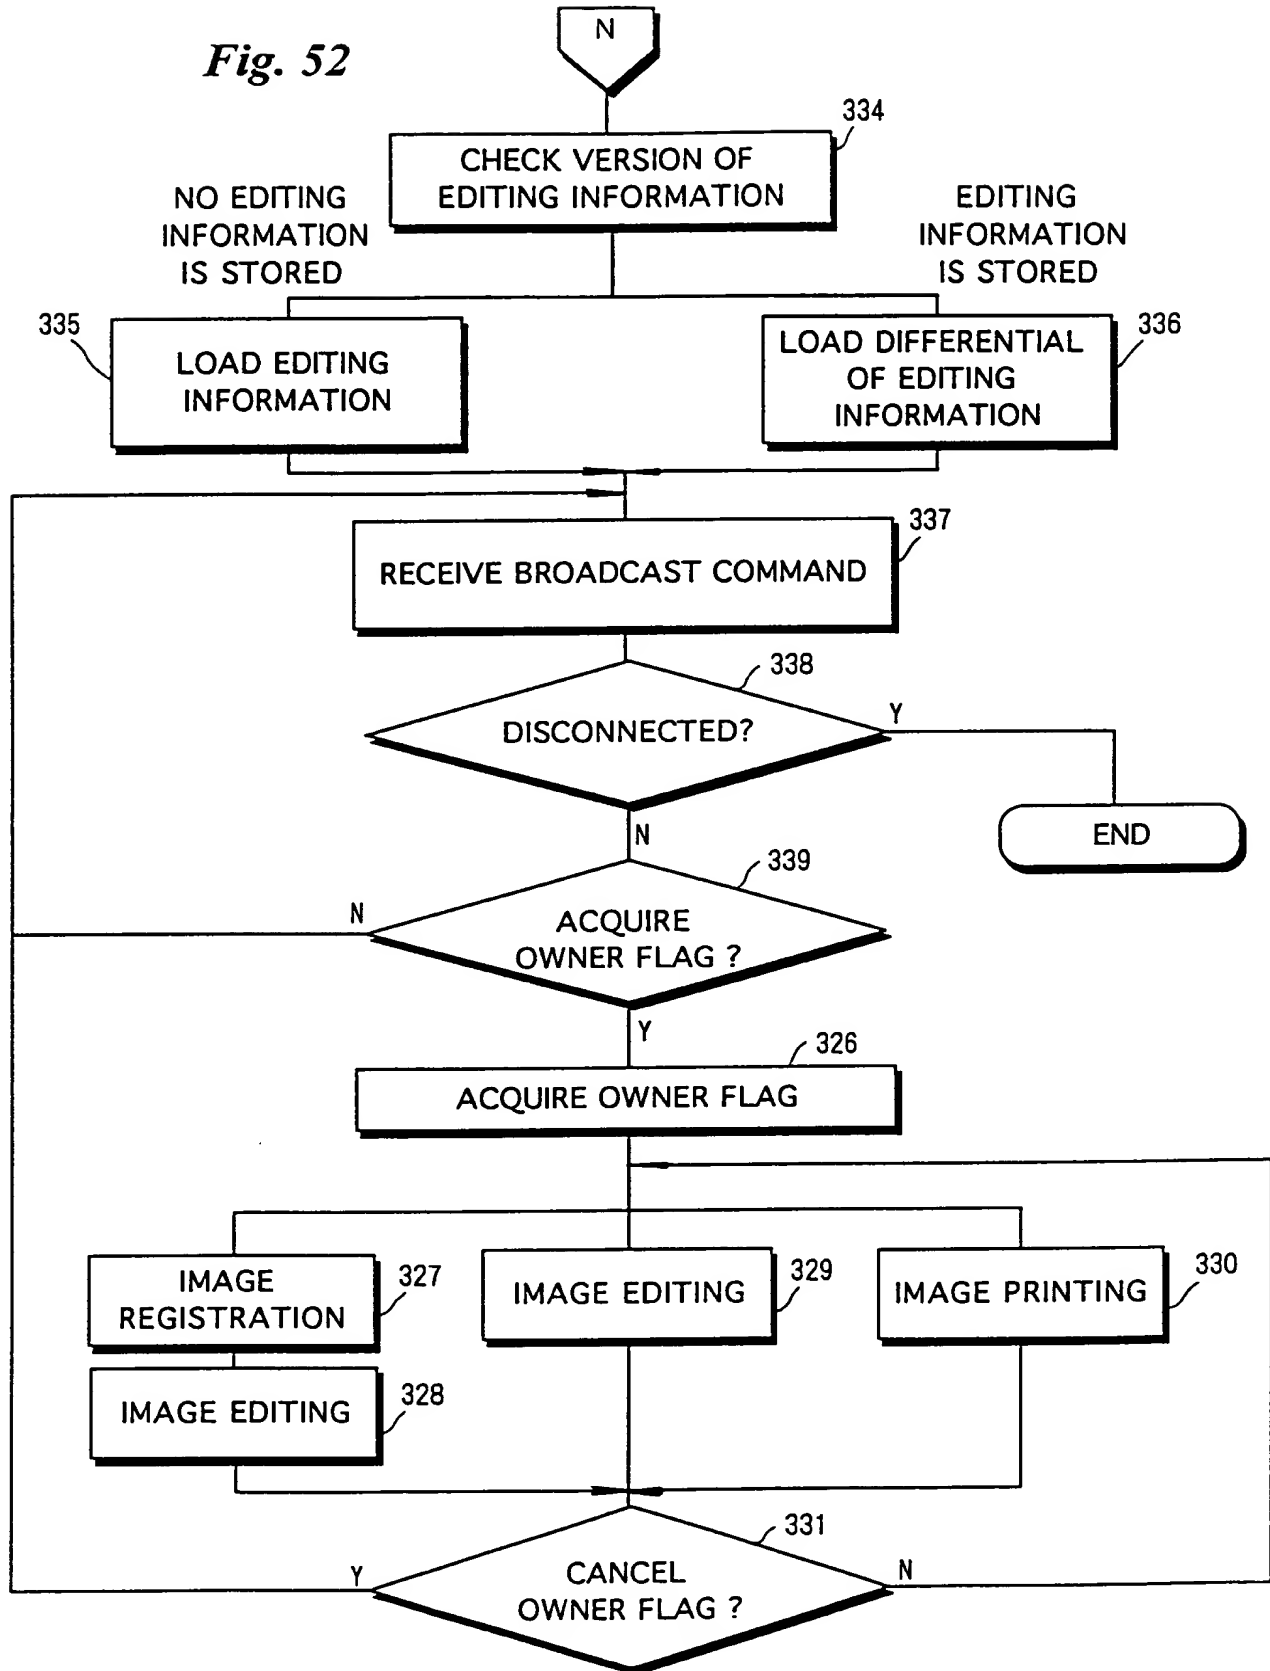 Fig. 52
N
334
CHECK VERSION OF
EDITING INFORMATION
NO EDITING
INFORMATION
IS STORED
EDITING
INFORMATION
IS STORED
335
LOAD EDITING
INFORMATION
336
LOAD DIFFERENTIAL
OF EDITING
INFORMATION
337
RECEIVE BROADCAST COMMAND
338
DISCONNECTED?
Y
END
N
339
ACQUIRE
OWNER FLAG ?
N
Y
326
ACQUIRE OWNER FLAG
IMAGE
REGISTRATION
327
IMAGE EDITING
329
IMAGE PRINTING
330
IMAGE EDITING
328
331
CANCEL
OWNER FLAG ?
Y
N